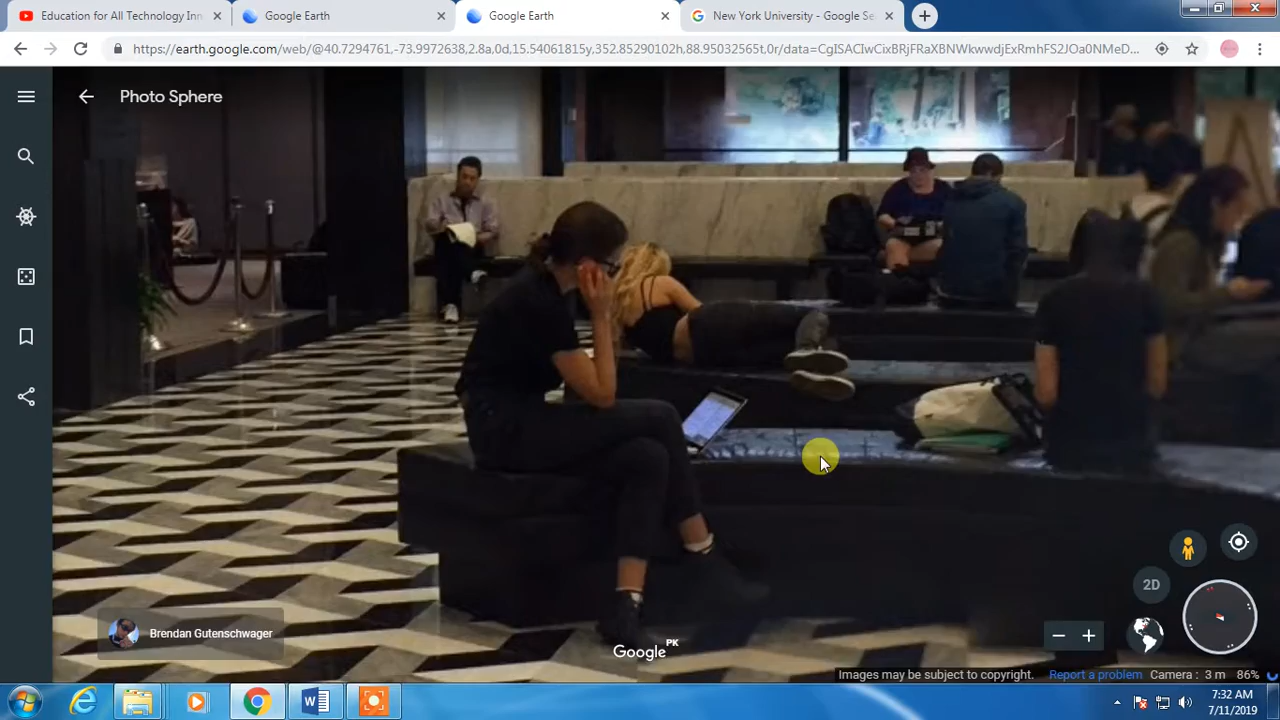 Education for All Technology Inn
Google Earth
Google Earth
New York University - Google Se
https://earth.google.com/web/@40.7294761,-73.9972638,2.8a,0d,15.54061815y,352.85290102h,88.95032565t,0r/data=CgISACIwCixBRjFRaXBNWkwwdjExRmhFS2JOa0NMeD...
Photo Sphere
2D
Brendan Gutenschwager
Google PK
Images may be subject to copyright. Report a problem Camera : 3 m 86%
7:32 AM
7/11/2019